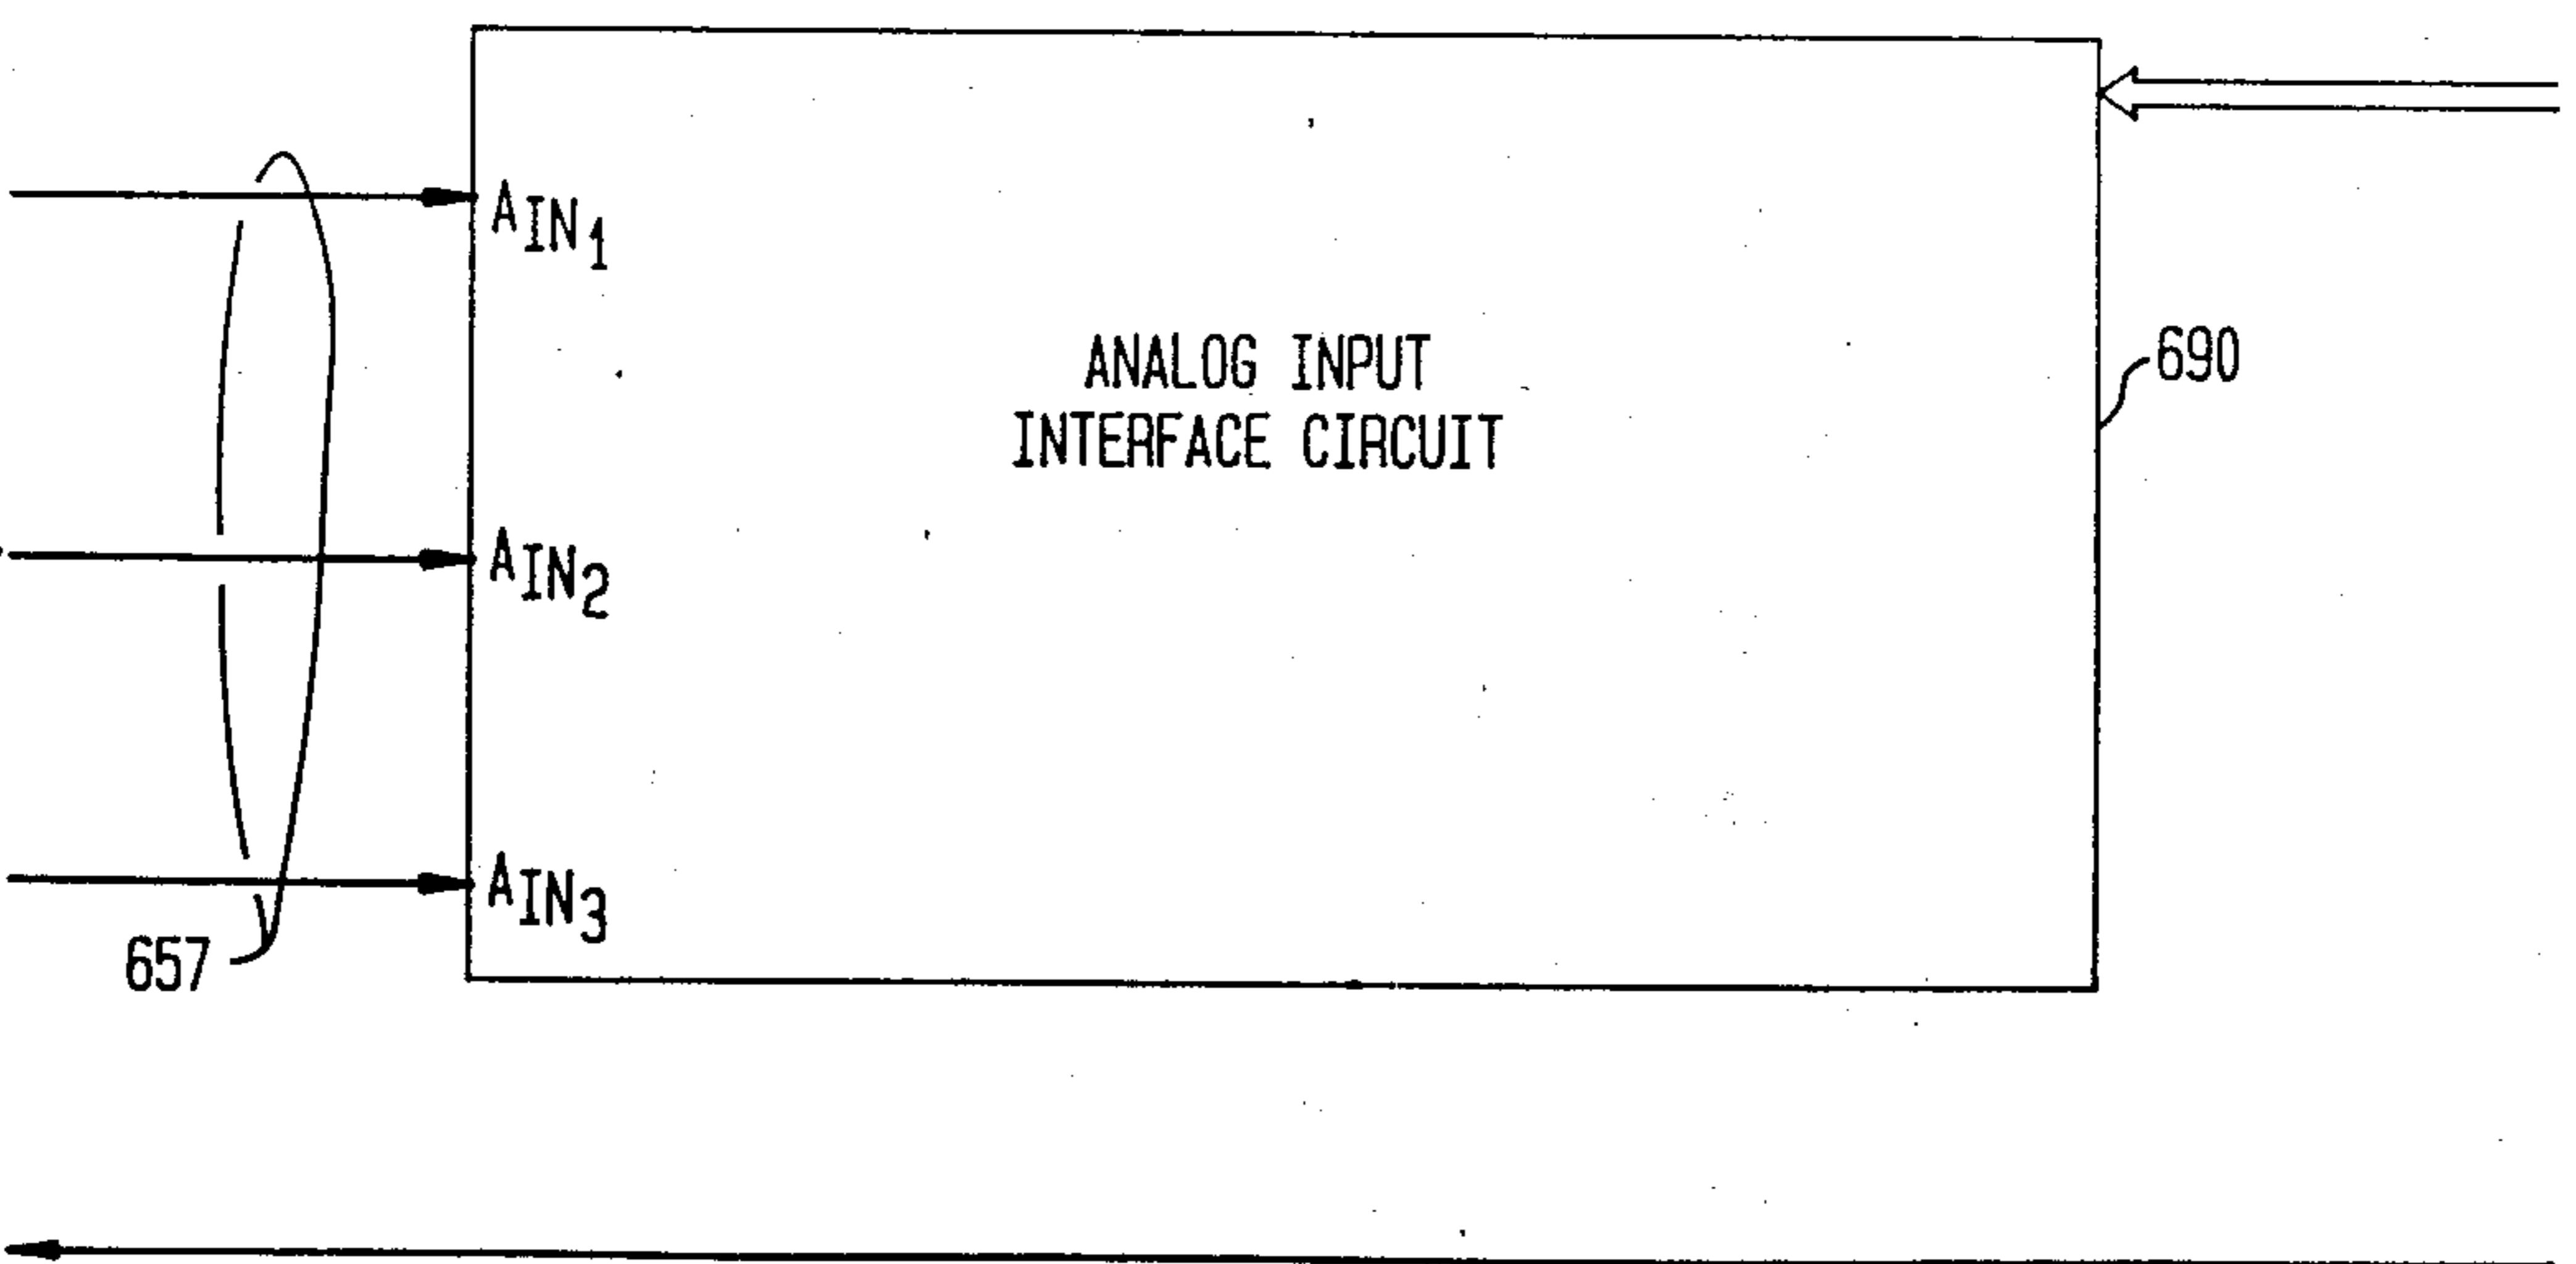 AIN1
ANALOG INPUT
INTERFACE CIRCUIT
690
AIN2
AIN3
657